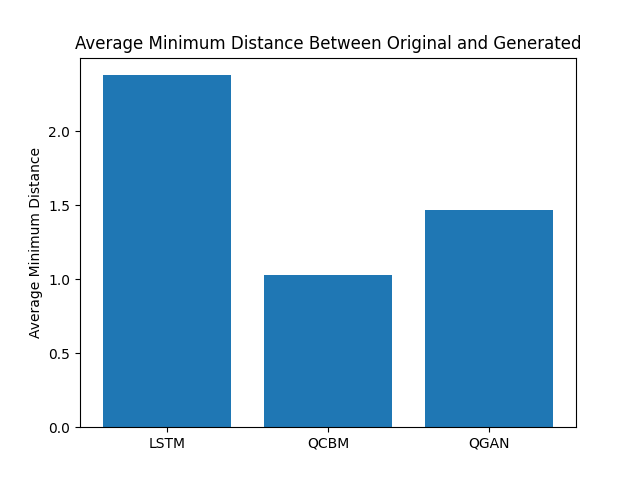 Average Minimum Distance Between Original and Generated
Average Minimum Distance
2.0
1.5
1.0
0.5
0.0
LSTM QCBM QGAN